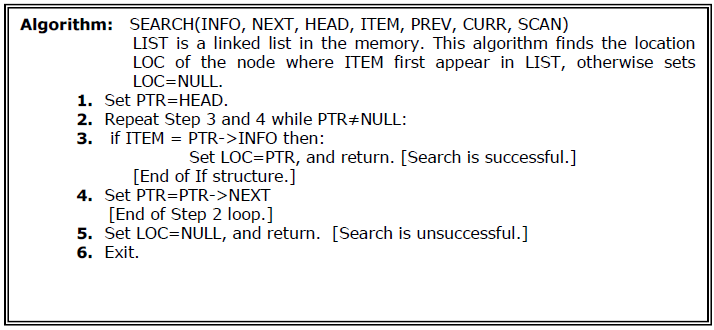 Algorithm: SEARCH(INFO, NEXT, HEAD, ITEM, PREV, CURR, SCAN)
LIST is a linked list in the memory. This algorithm finds the location
LOC of the node where ITEM first appear in LIST, otherwise sets
LOC=NULL.
1. Set PTR=HEAD.
2. Repeat Step 3 and 4 while PTR≠NULL:
3. if ITEM = PTR->INFO then:
Set LOC=PTR, and return. [Search is successful.]
[End of If structure.]
4. Set PTR=PTR->NEXT
[End of Step 2 loop.]
5. Set LOC=NULL, and return. [Search is unsuccessful.]
6. Exit.